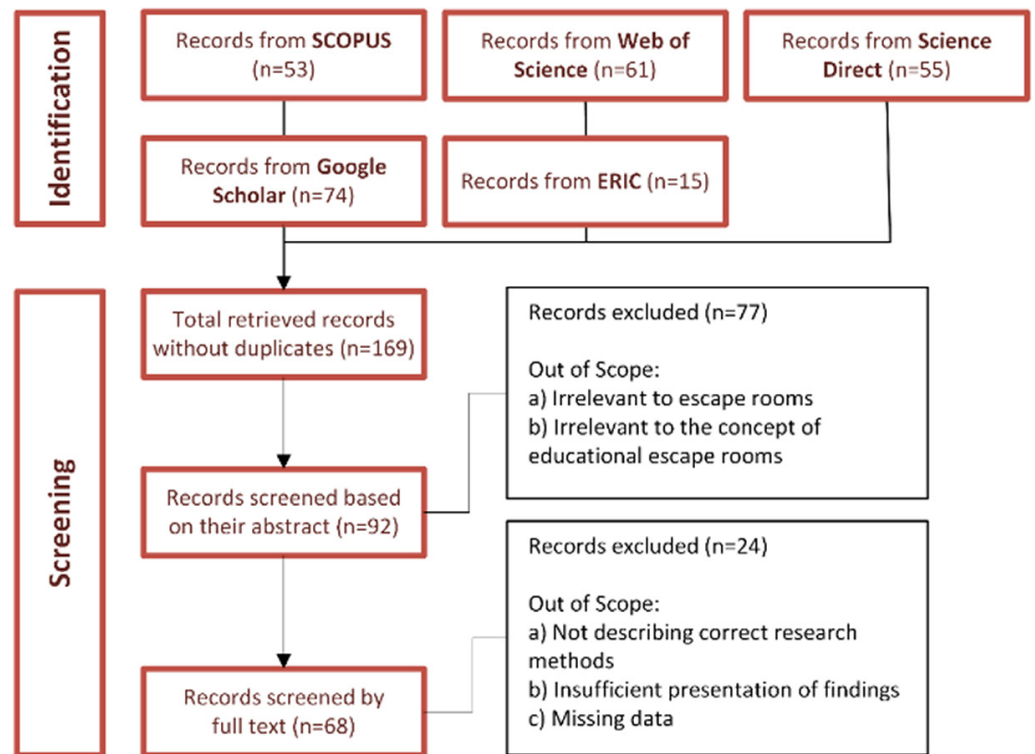 Identification
Records from SCOPUS
(n=53)
Records from Web of
Science (n=61)
Records from Science
Direct (n=55)
Records from Google
Scholar (n=74)
Records from ERIC (n=15)
Screening
Total retrieved records
without duplicates (n=169)
Records excluded (n=77)
Out of Scope:
a) Irrelevant to escape rooms
b) Irrelevant to the concept of
educational escape rooms
Records screened based
on their abstract (n=92)
Records excluded (n=24)
Out of Scope:
a) Not describing correct research
methods
b) Insufficient presentation of findings
c) Missing data
Records screened by
full text (n=68)